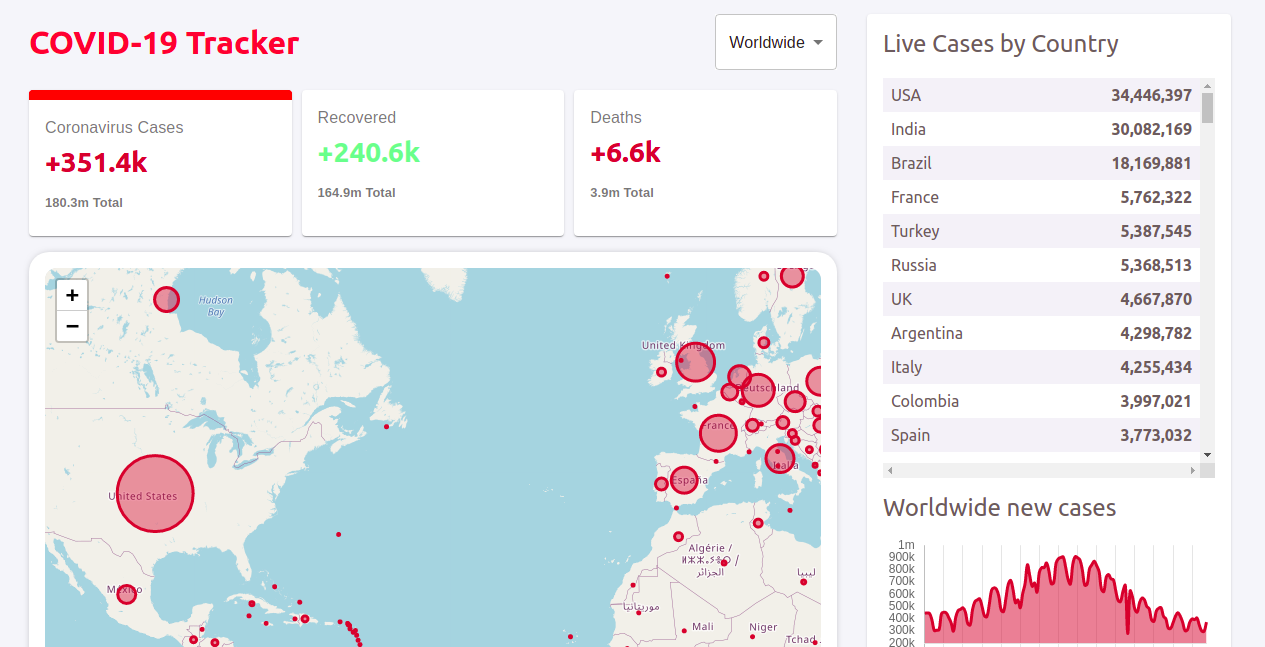 COVID-19 Tracker
Worldwide
Coronavirus Cases
+351.4k
180.3m Total
Recovered
+240.6k
164.9m Total
Deaths
+6.6k
3.9m Total
+
−
Hudson
Bay
United Kingdom
Deutschland
France
Italia
España
United States
México
Algérie /
الجزائر
ليبيا
موريتانيا
Mali
Niger
Tchad
Live Cases by Country
USA 34,446,397
India 30,082,169
Brazil 18,169,881
France 5,762,322
Turkey 5,387,545
Russia 5,368,513
UK 4,667,870
Argentina 4,298,782
Italy 4,255,434
Colombia 3,997,021
Spain 3,773,032
Worldwide new cases
1m
900k
800k
700k
600k
500k
400k
300k
200k